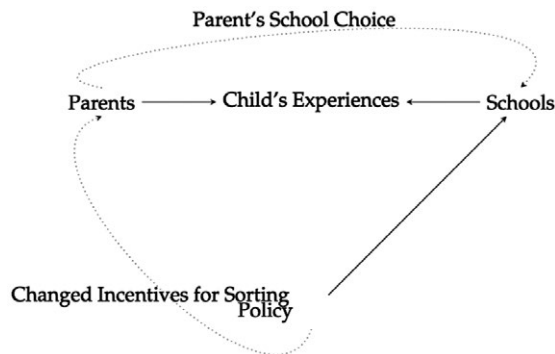 Parent's School Choice
Parents Child's Experiences Schools
Changed Incentives for Sorting
Policy